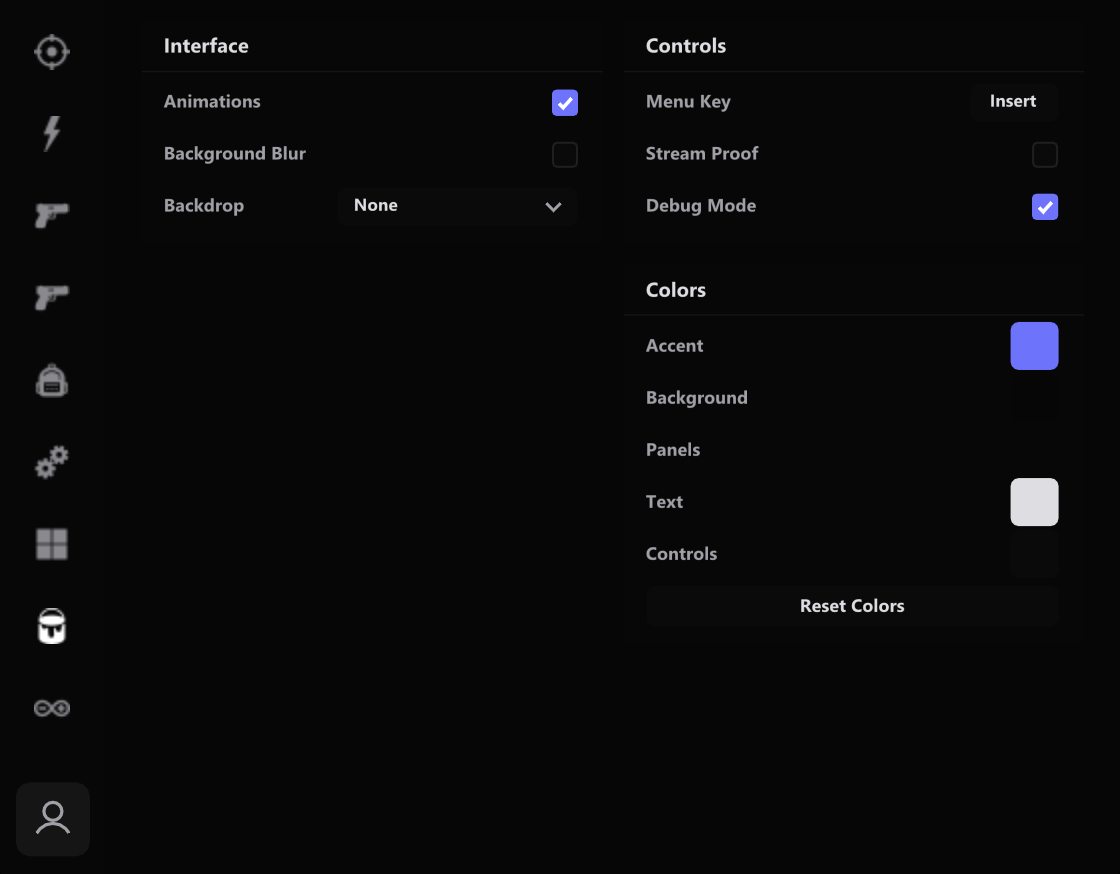 Interface
Animations
Background Blur
Backdrop
None
Controls
Menu Key
Insert
Stream Proof
Debug Mode
Colors
Accent
Background
Panels
Text
Controls
Reset Colors